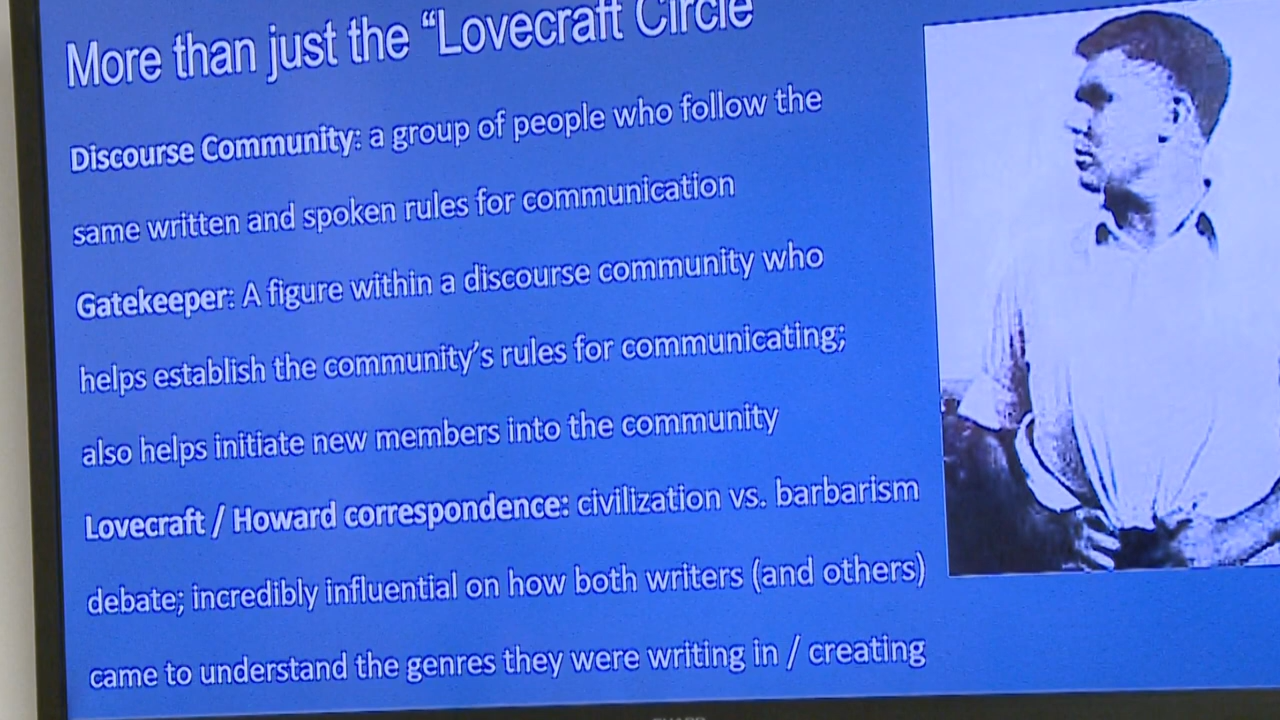 More than just the “Lovecraft Circle
Discourse Community: a group of people who follow the
same written and spoken rules for communication
Gatekeeper: A figure within a discourse community who
helps establish the community’s rules for communicating;
also helps initiate new members into the community
Lovecraft / Howard correspondence: civilization vs. barbarism
debate; incredibly influential on how both writers (and others)
came to understand the genres they were writing in / creating